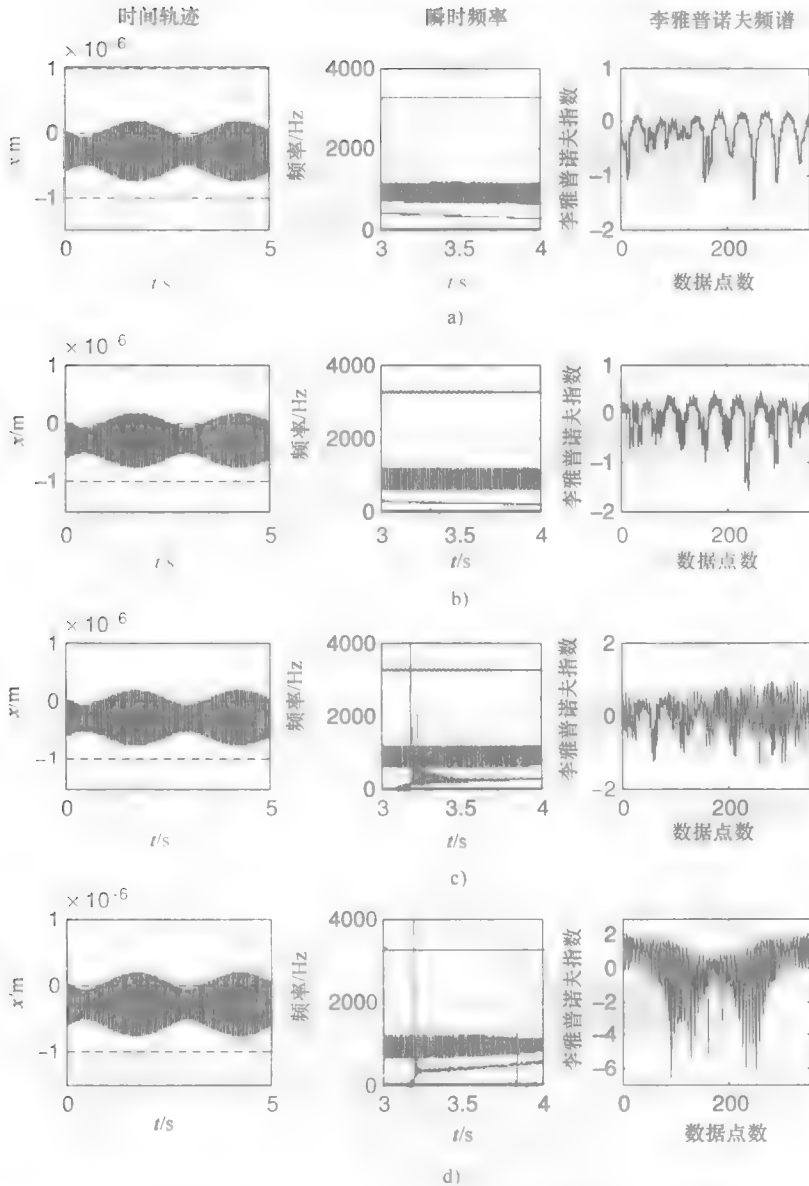 时间轨迹 瞬时频率 李雅普诺夫频谱
× 10⁻⁶
1
0
-1
0 5
x m
t s
频率/Hz
4000
2000
0
3 3.5 4
t s
李雅普诺夫指数
1
0
-1
-2
0 200
数据点数
a)
× 10⁻⁶
1
0
-1
0 5
x/m
t s
频率/Hz
4000
2000
0
3 3.5 4
t/s
李雅普诺夫指数
1
0
-1
-2
0 200
数据点数
b)
× 10⁻⁶
1
0
-1
0 5
x/m
t/s
频率/Hz
4000
2000
0
3 3.5 4
t/s
李雅普诺夫指数
2
0
-2
0 200
数据点数
c)
× 10⁻⁶
1
0
-1
0 5
x/m
t/s
频率/Hz
4000
2000
0
3 3.5 4
t/s
李雅普诺夫指数
2
0
-2
-4
-6
0 200
数据点数
d)